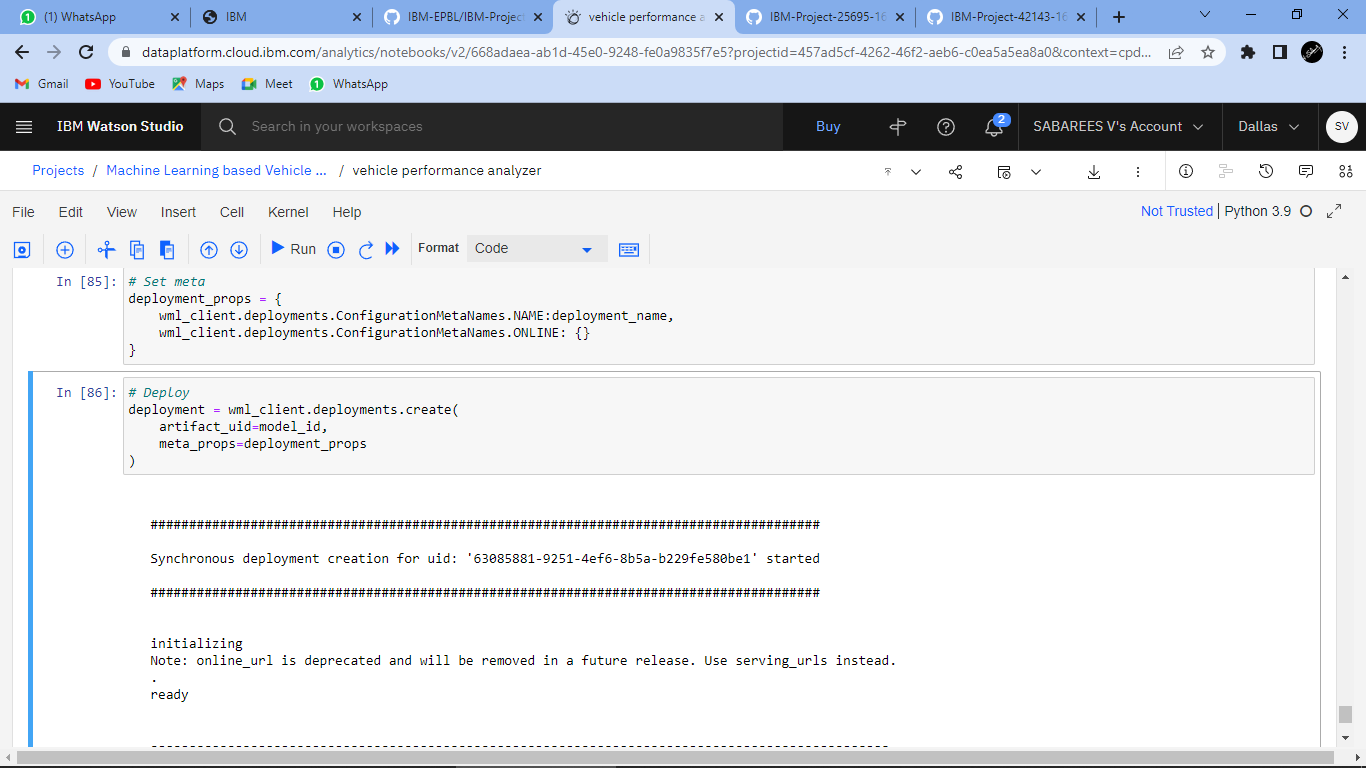 (1) WhatsApp
IBM
IBM-EPBL/IBM-Project
vehicle performance a
IBM-Project-25695-16
IBM-Project-42143-16
dataplatform.cloud.ibm.com/analytics/notebooks/v2/668adaea-ab1d-45e0-9248-fe0a9835f7e5?projectid=457ad5cf-4262-46f2-aeb6-c0ea5a5ea8a0&context=cpd...
Gmail YouTube Maps Meet 1 WhatsApp
IBM Watson Studio Search in your workspaces Buy 2 SABAREES V's Account Dallas SV
Projects / Machine Learning based Vehicle ... / vehicle performance analyzer
File Edit View Insert Cell Kernel Help Not Trusted Python 3.9
Run Format Code
In [85]: # Set meta
deployment_props = {
wml_client.deployments.ConfigurationMetaNames.NAME:deployment_name,
wml_client.deployments.ConfigurationMetaNames.ONLINE: {}
}
In [86]: # Deploy
deployment = wml_client.deployments.create(
artifact_uid=model_id,
meta_props=deployment_props
)
#######################################################################################
Synchronous deployment creation for uid: '63085881-9251-4ef6-8b5a-b229fe580be1' started
#######################################################################################
initializing
Note: online_url is deprecated and will be removed in a future release. Use serving_urls instead.
.
ready
------------------------------------------------------------------------------------------------